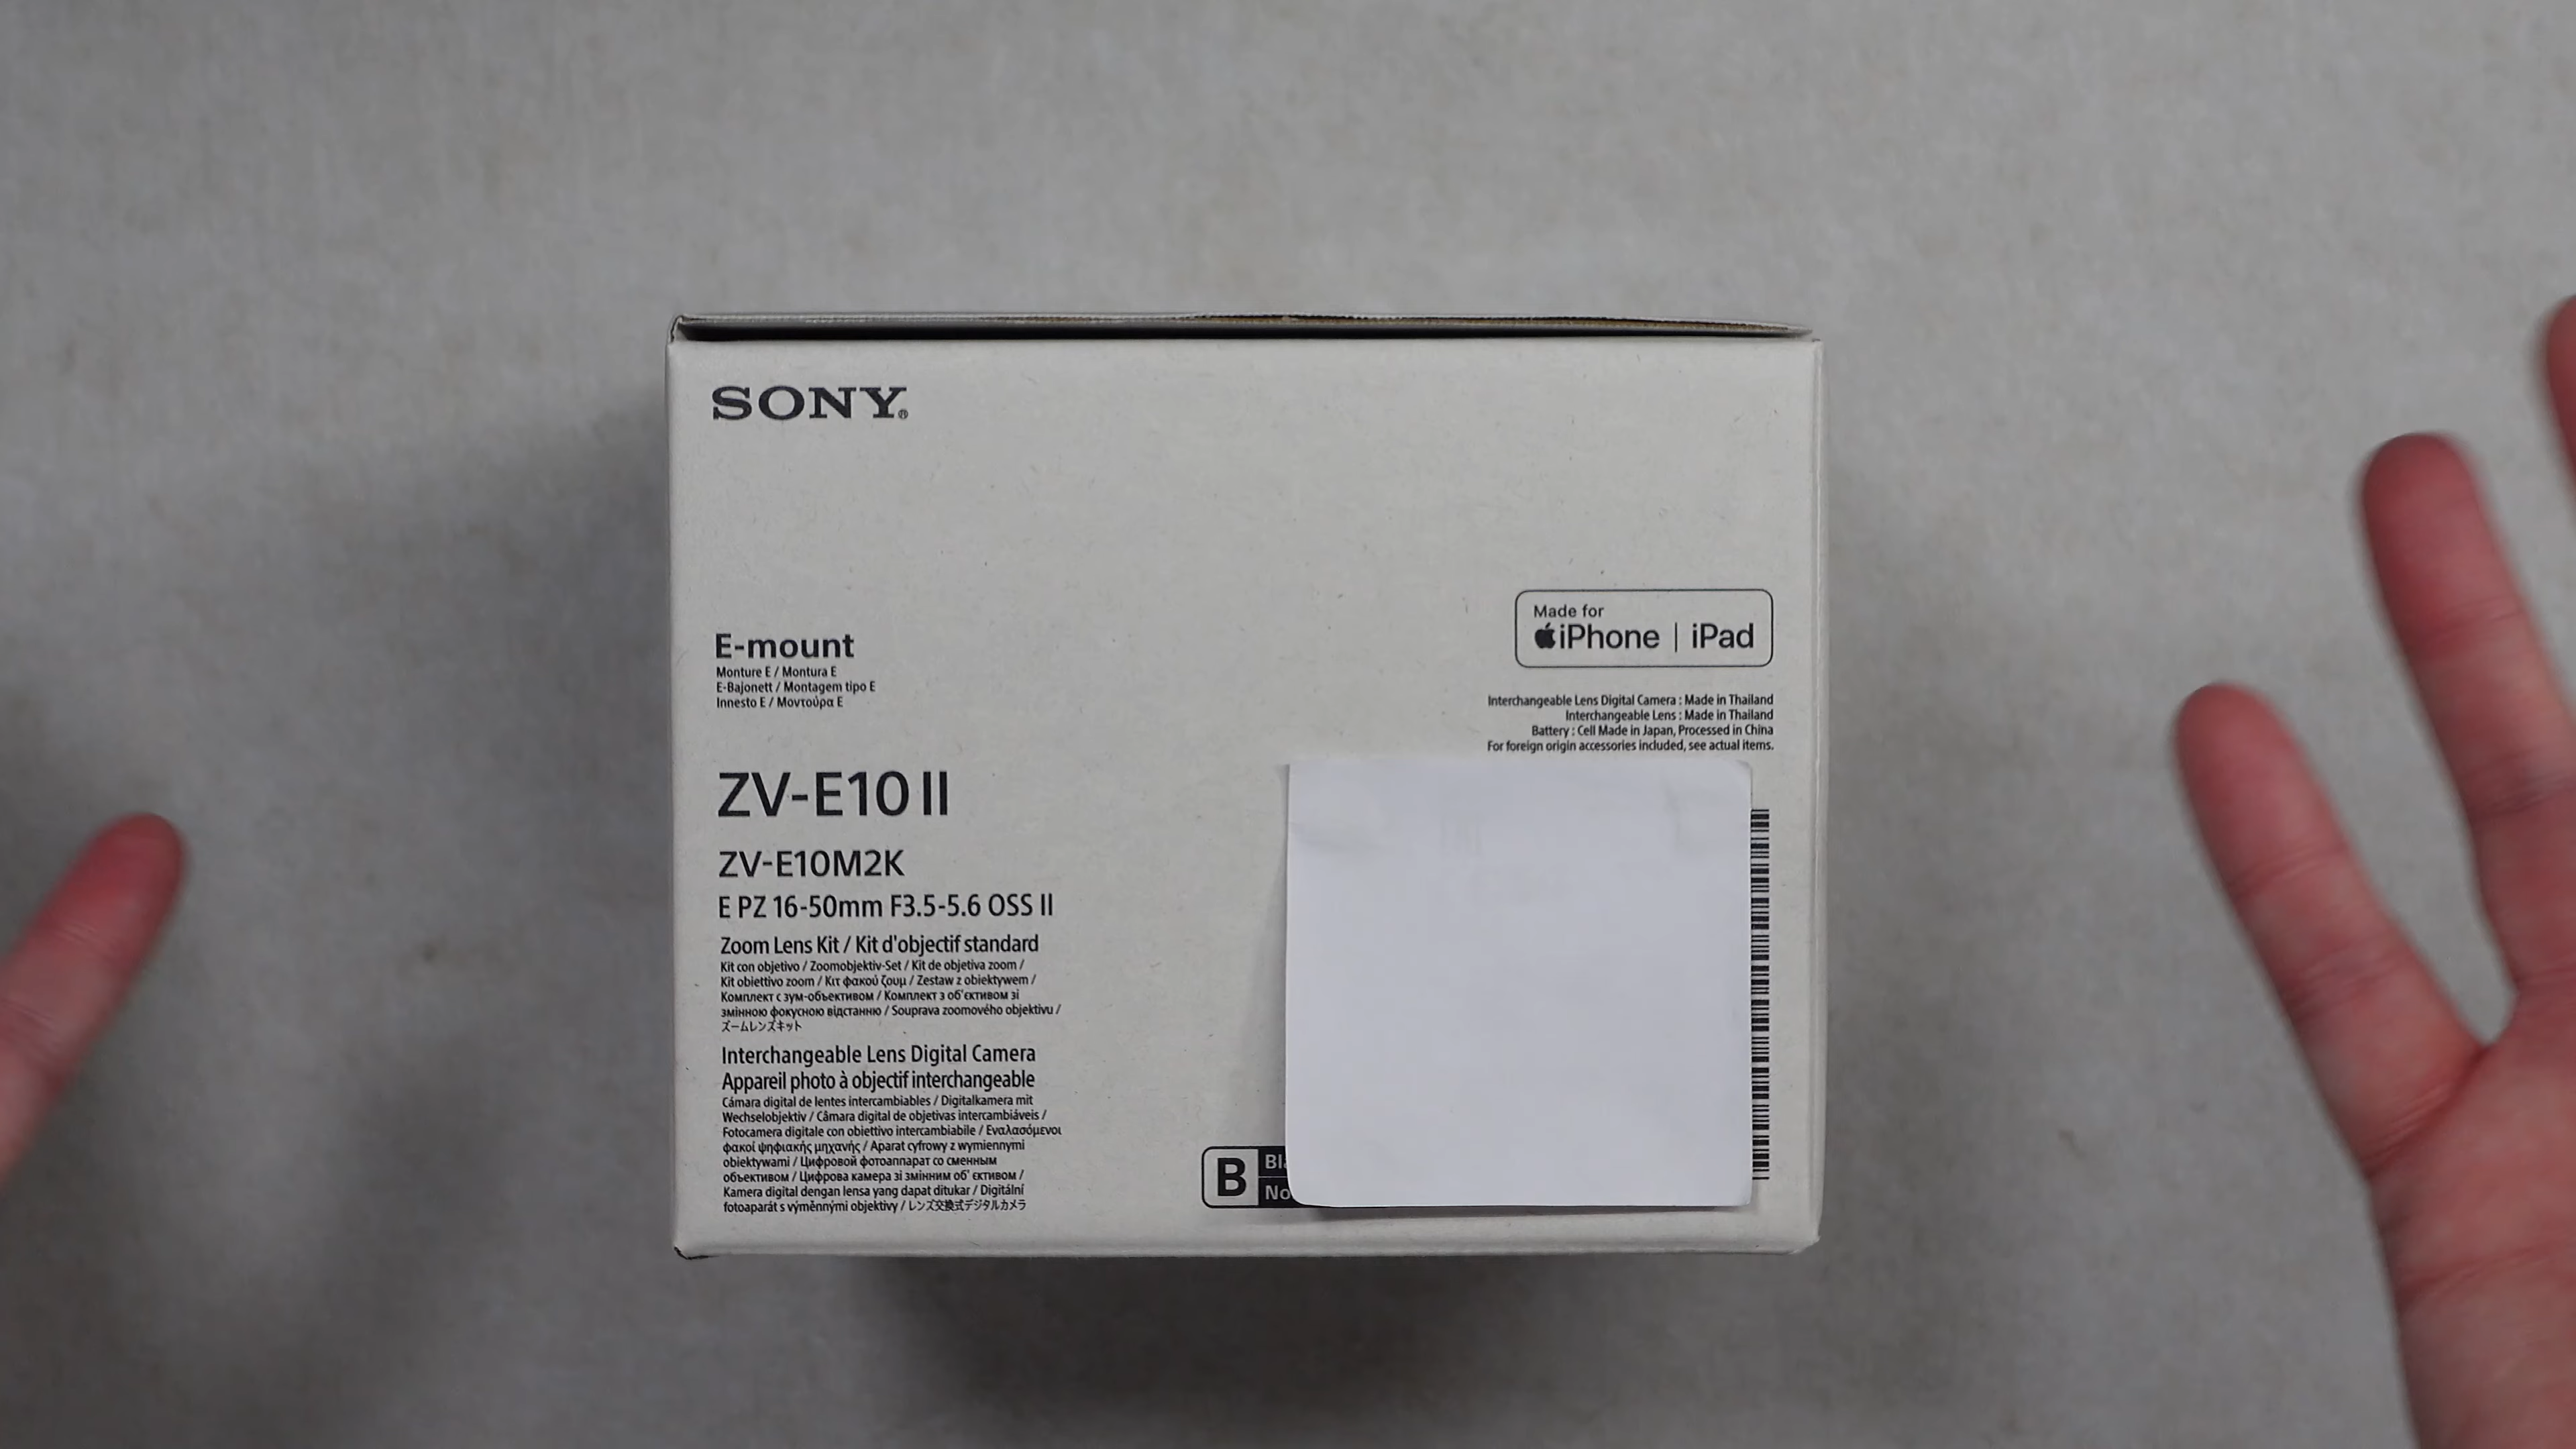 SONY®
E-mount
Monture E / Montura E
E-Bajonett / Montagem tipo E
Innesto E / Μοντούρα E
Made for
iPhone | iPad
Interchangeable Lens Digital Camera : Made in Thailand
Interchangeable Lens : Made in Thailand
Battery : Cell Made in Japan, Processed in China
For foreign origin accessories included, see actual items.
ZV-E10 II
ZV-E10M2K
E PZ 16-50mm F3.5-5.6 OSS II
Zoom Lens Kit / Kit d'objectif standard
Kit con objetivo / Zoomobjektiv-Set / Kit de objetiva zoom /
Kit obiettivo zoom / Κιτ φακού ζουμ / Zestaw z obiektywem /
Комплект с зум-объективом / Комплект з об'єктивом зі
змінною фокусною відстанню / Souprava zoomového objektivu /
ズームレンズキット
Interchangeable Lens Digital Camera
Appareil photo à objectif interchangeable
Cámara digital de lentes intercambiables / Digitalkamera mit
Wechselobjektiv / Câmara digital de objetivas intercambiáveis /
Fotocamera digitale con obiettivo intercambiabile / Εναλασόμενοι
φακοί ψηφιακής μηχανής / Aparat cyfrowy z wymiennymi
obiektywami / Цифровой фотоаппарат со сменным
объективом / Цифрова камера зі змінним об' єктивом /
Kamera digital dengan lensa yang dapat ditukar / Digitální
fotoaparát s výměnnými objektivy / レンズ交換式デジタルカメラ
B